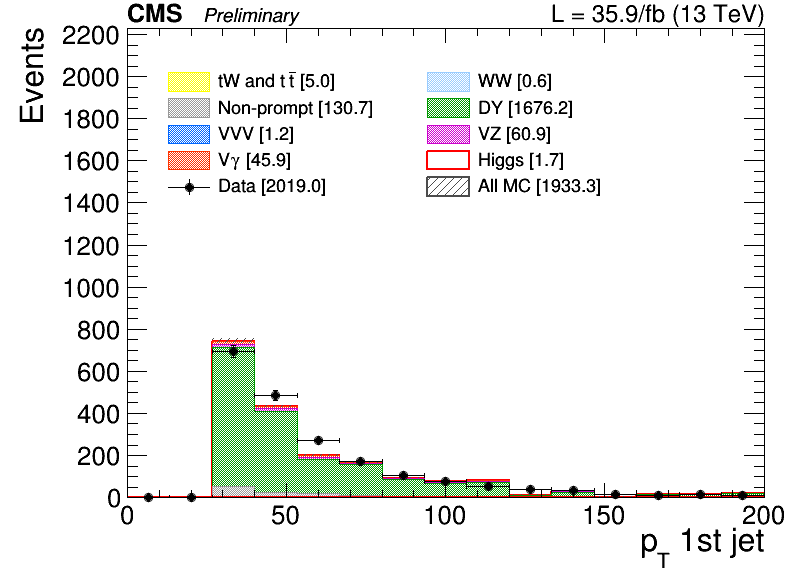 CMS Preliminary L = 35.9/fb (13 TeV)
Events
2200
2000
1800
1600
1400
1200
1000
800
600
400
200
0
tW and t t̅ [5.0] WW [0.6]
Non-prompt [130.7] DY [1676.2]
VVV [1.2] VZ [60.9]
Vγ [45.9] Higgs [1.7]
Data [2019.0] All MC [1933.3]
0 50 100 150 200
p_T 1st jet